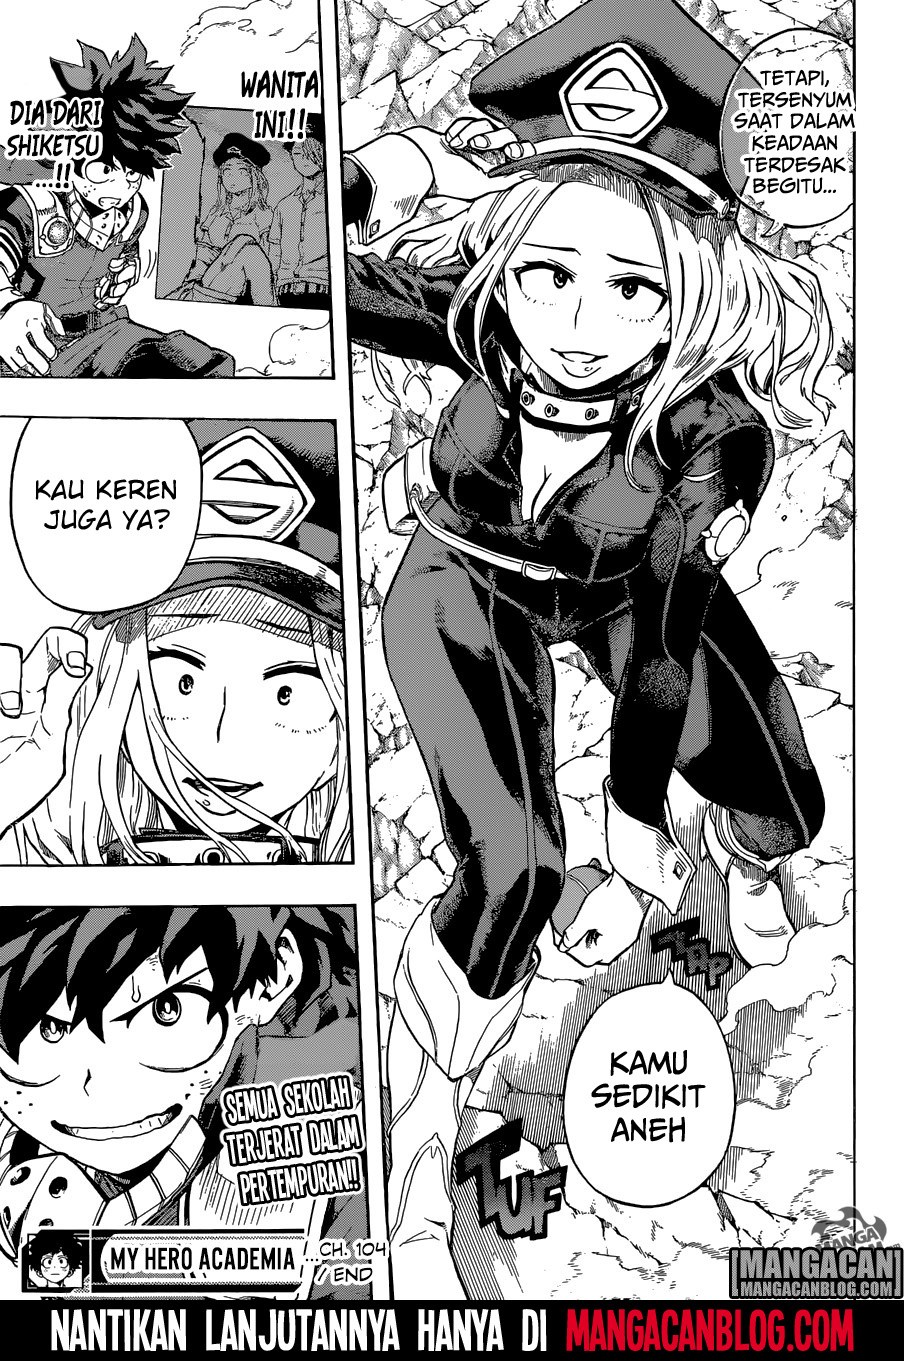 TETAPI,
TERSENYUM
SAAT DALAM
KEADAAN
TERDESAK
BEGITU...
WANITA
INI!!
DIA DARI
SHIKETSU
...!!
KAU KEREN
JUGA YA?
TAP
KAMU
SEDIKIT
ANEH
TUF
SEMUA SEKOLAH
TERJERAT DALAM
PERTEMPURAN!!
MY HERO ACADEMIA ...CH. 104
/ END
MANGA
MANGACAN
MANGACANBLOG.COM
NANTIKAN LANJUTANNYA HANYA DI MANGACANBLOG.COM